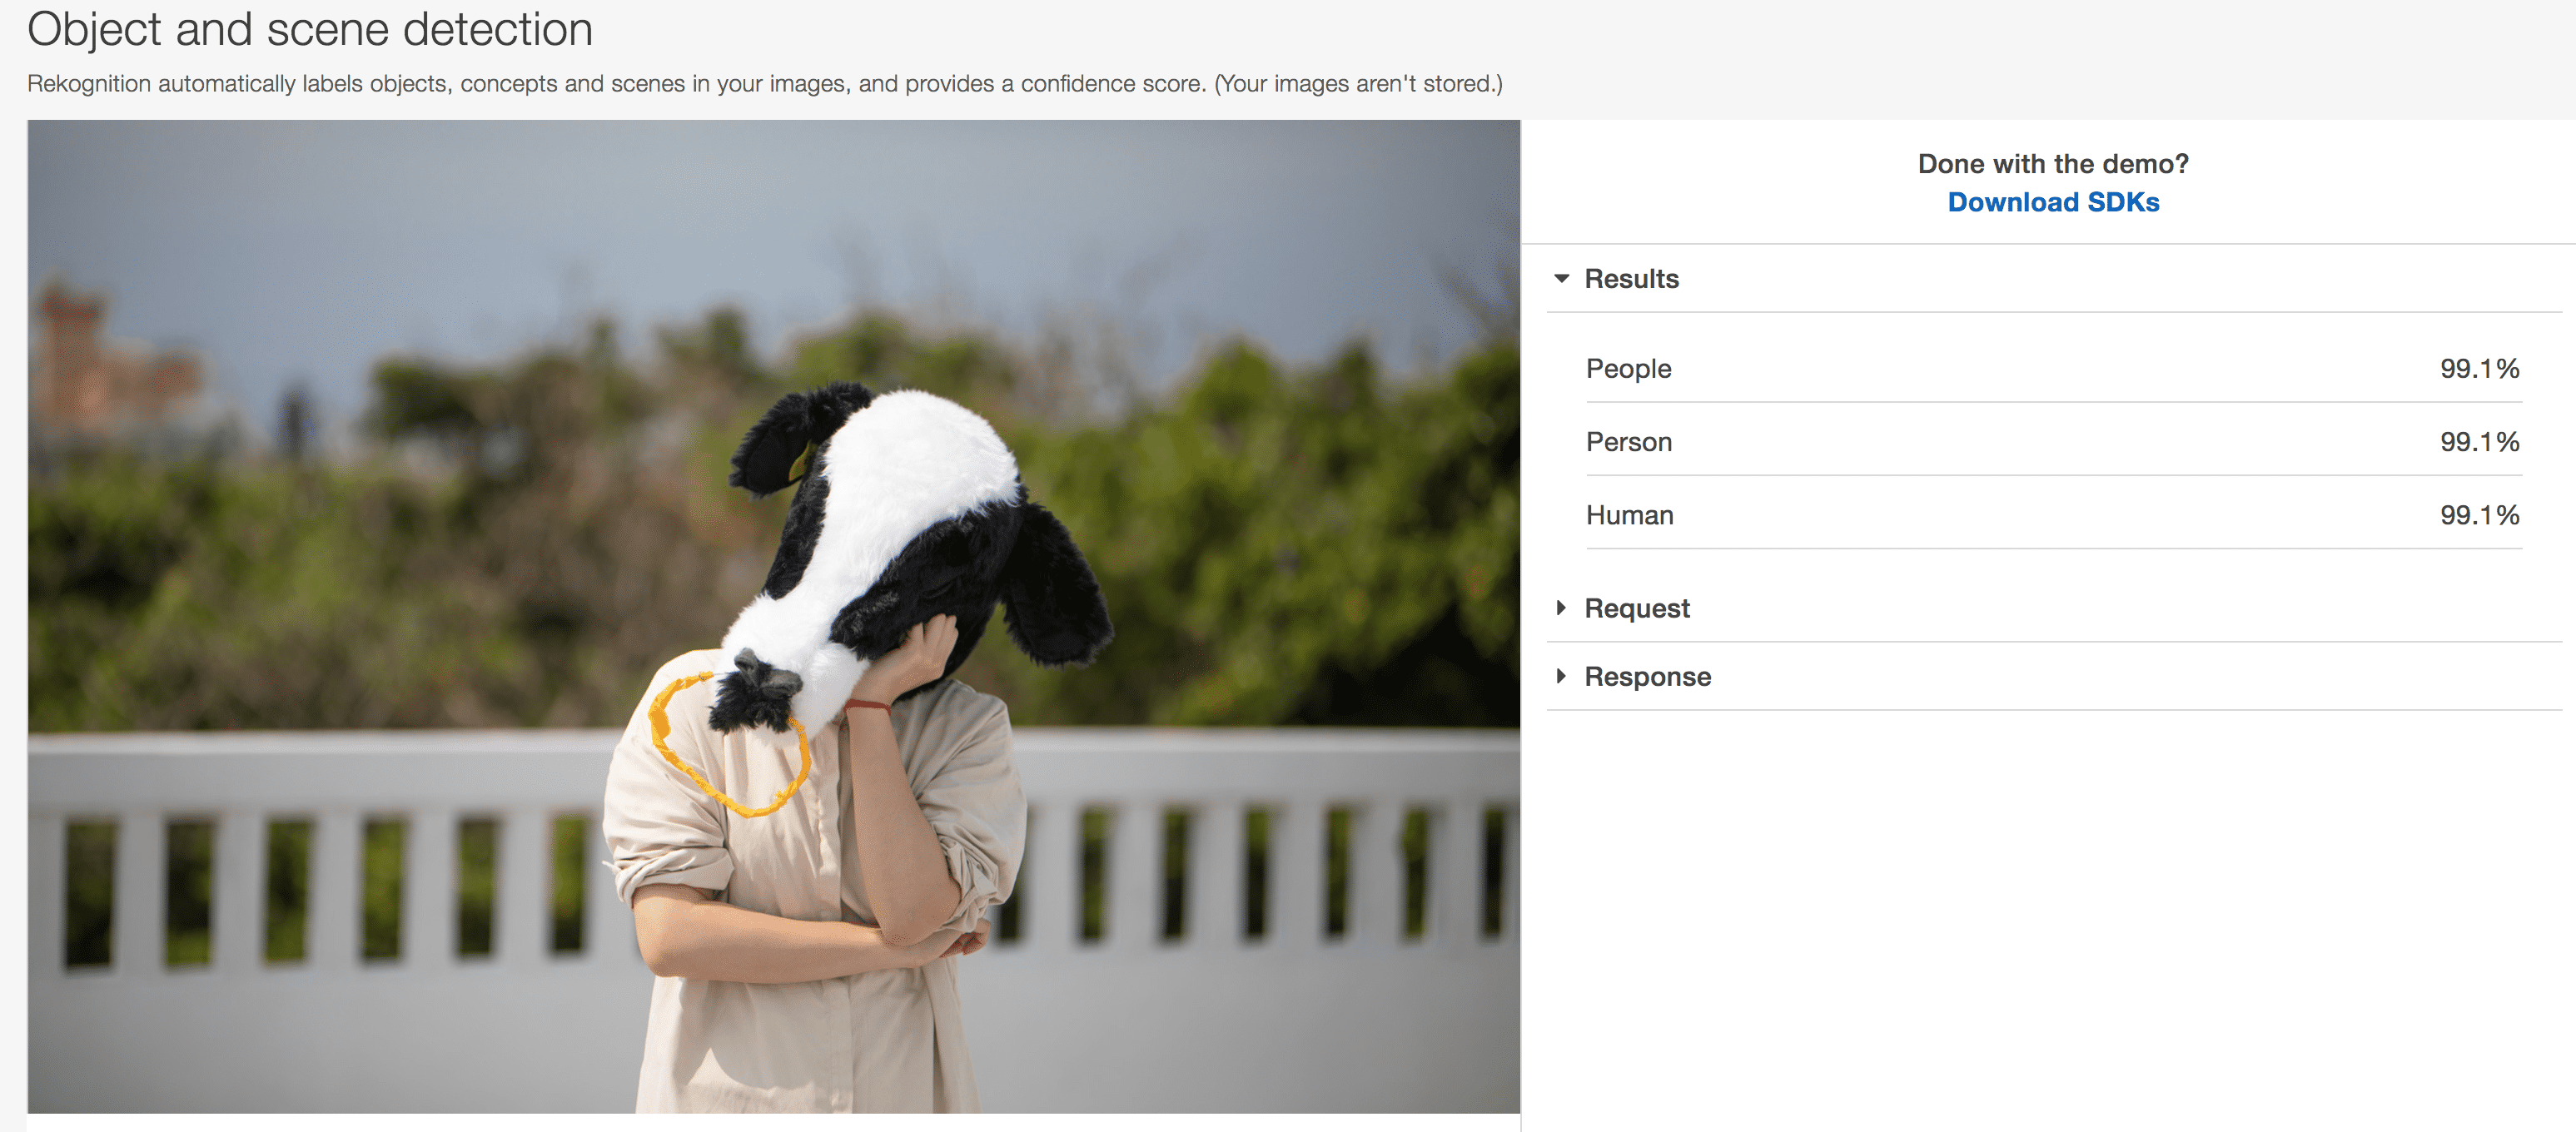 Object and scene detection
Rekognition automatically labels objects, concepts and scenes in your images, and provides a confidence score. (Your images aren't stored.)
Done with the demo?
Download SDKs
Results
People 99.1%
Person 99.1%
Human 99.1%
Request
Response